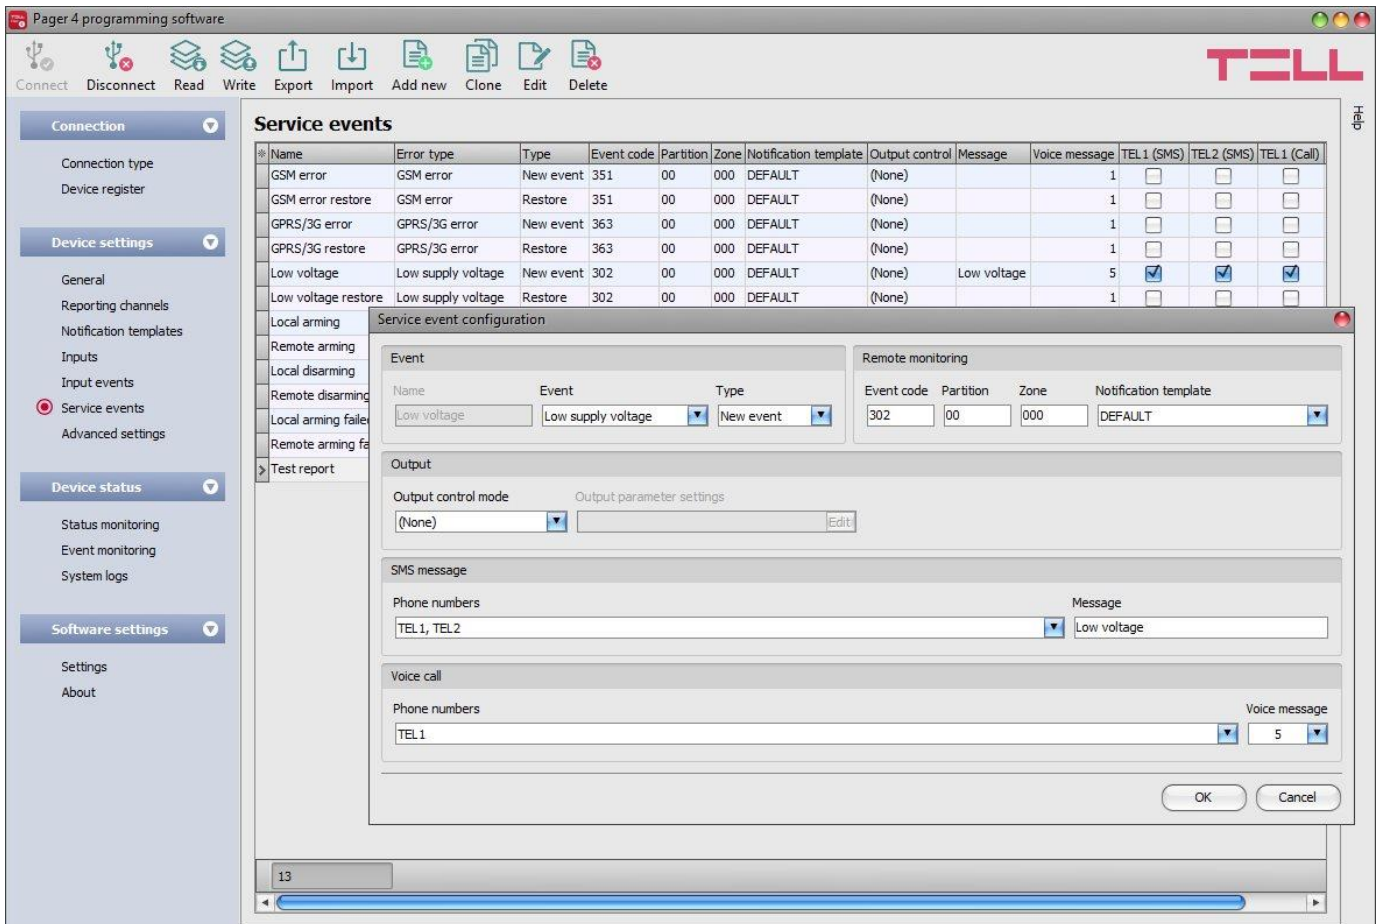 Pager 4 programming software
Connect Disconnect Read Write Export Import Add new Clone Edit Delete
TELL
Help
Connection
Connection type
Device register
Device settings
General
Reporting channels
Notification templates
Inputs
Input events
Service events
Advanced settings
Device status
Status monitoring
Event monitoring
System logs
Software settings
Settings
About
Service events
Name Error type Type Event code Partition Zone Notification template Output control Message Voice message TEL1 (SMS) TEL2 (SMS) TEL1 (Call)
GSM error GSM error New event 351 00 000 DEFAULT (None) 1
GSM error restore GSM error Restore 351 00 000 DEFAULT (None) 1
GPRS/3G error GPRS/3G error New event 363 00 000 DEFAULT (None) 1
GPRS/3G restore GPRS/3G error Restore 363 00 000 DEFAULT (None) 1
Low voltage Low supply voltage New event 302 00 000 DEFAULT (None) Low voltage 5
Low voltage restore Low supply voltage Restore 302 00 000 DEFAULT (None) 1
Local arming
Remote arming
Local disarming
Remote disarming
Local arming faile
Remote arming fa
Test report
13
Service event configuration
Event
Name Event Type
Low voltage Low supply voltage New event
Remote monitoring
Event code Partition Zone Notification template
302 00 000 DEFAULT
Output
Output control mode Output parameter settings
(None) Edit
SMS message
Phone numbers Message
TEL1, TEL2 Low voltage
Voice call
Phone numbers Voice message
TEL1 5
OK Cancel